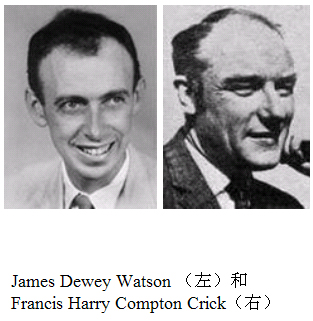 James Dewey Watson （左）和
Francis Harry Compton Crick（右）